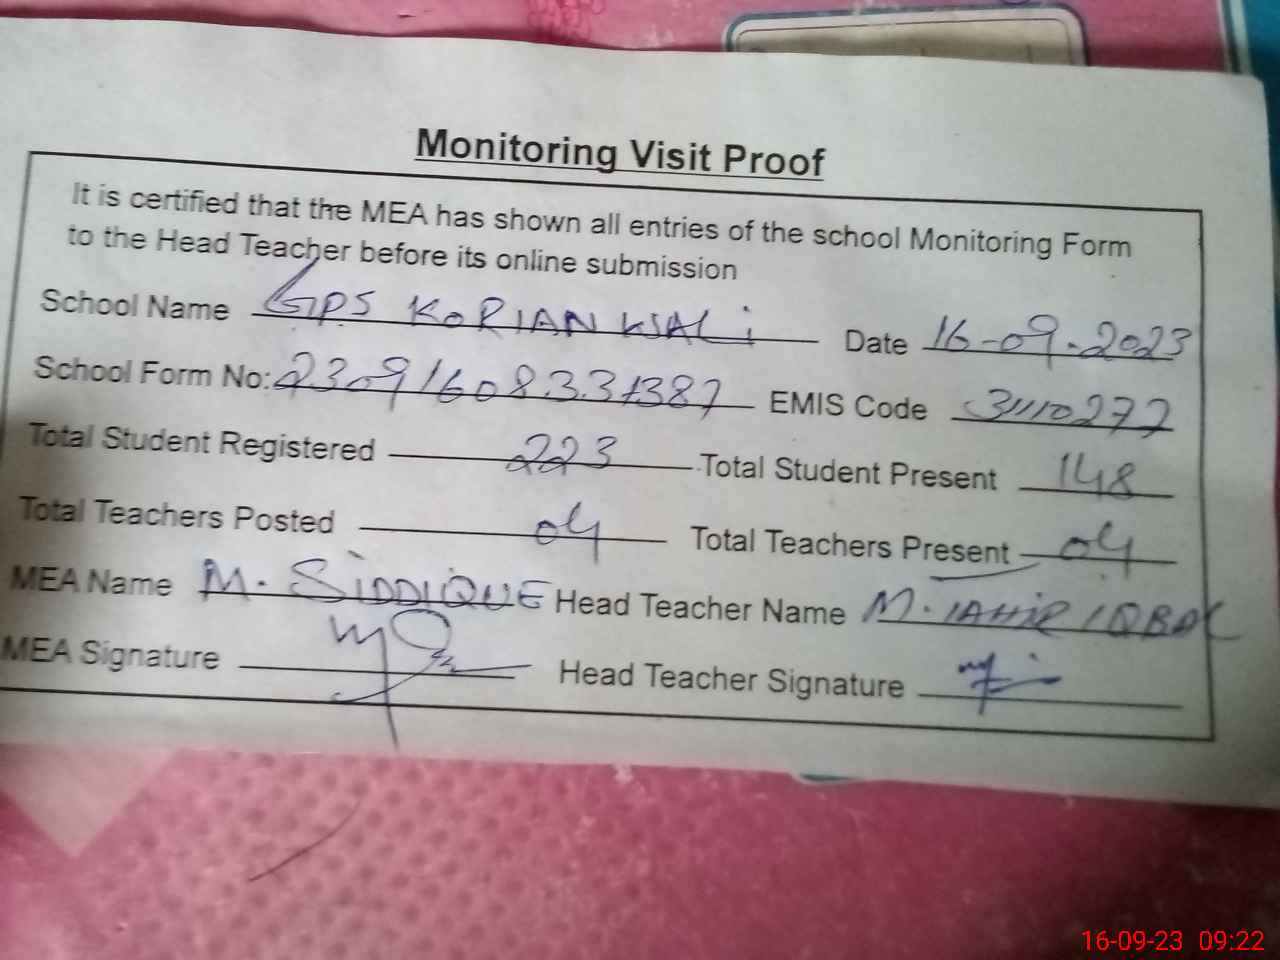 Monitoring Visit Proof
It is certified that the MEA has shown all entries of the school Monitoring Form
to the Head Teacher before its online submission
School Name GPS KORIAN WALI Date 16-09-2023
School Form No: 23091608331387 EMIS Code 31110277
Total Student Registered 223 Total Student Present 148
Total Teachers Posted 04 Total Teachers Present 04
MEA Name M. SIDDIQUE Head Teacher Name M. TAHIR IQBAL
MEA Signature Head Teacher Signature
16-09-23 09:22